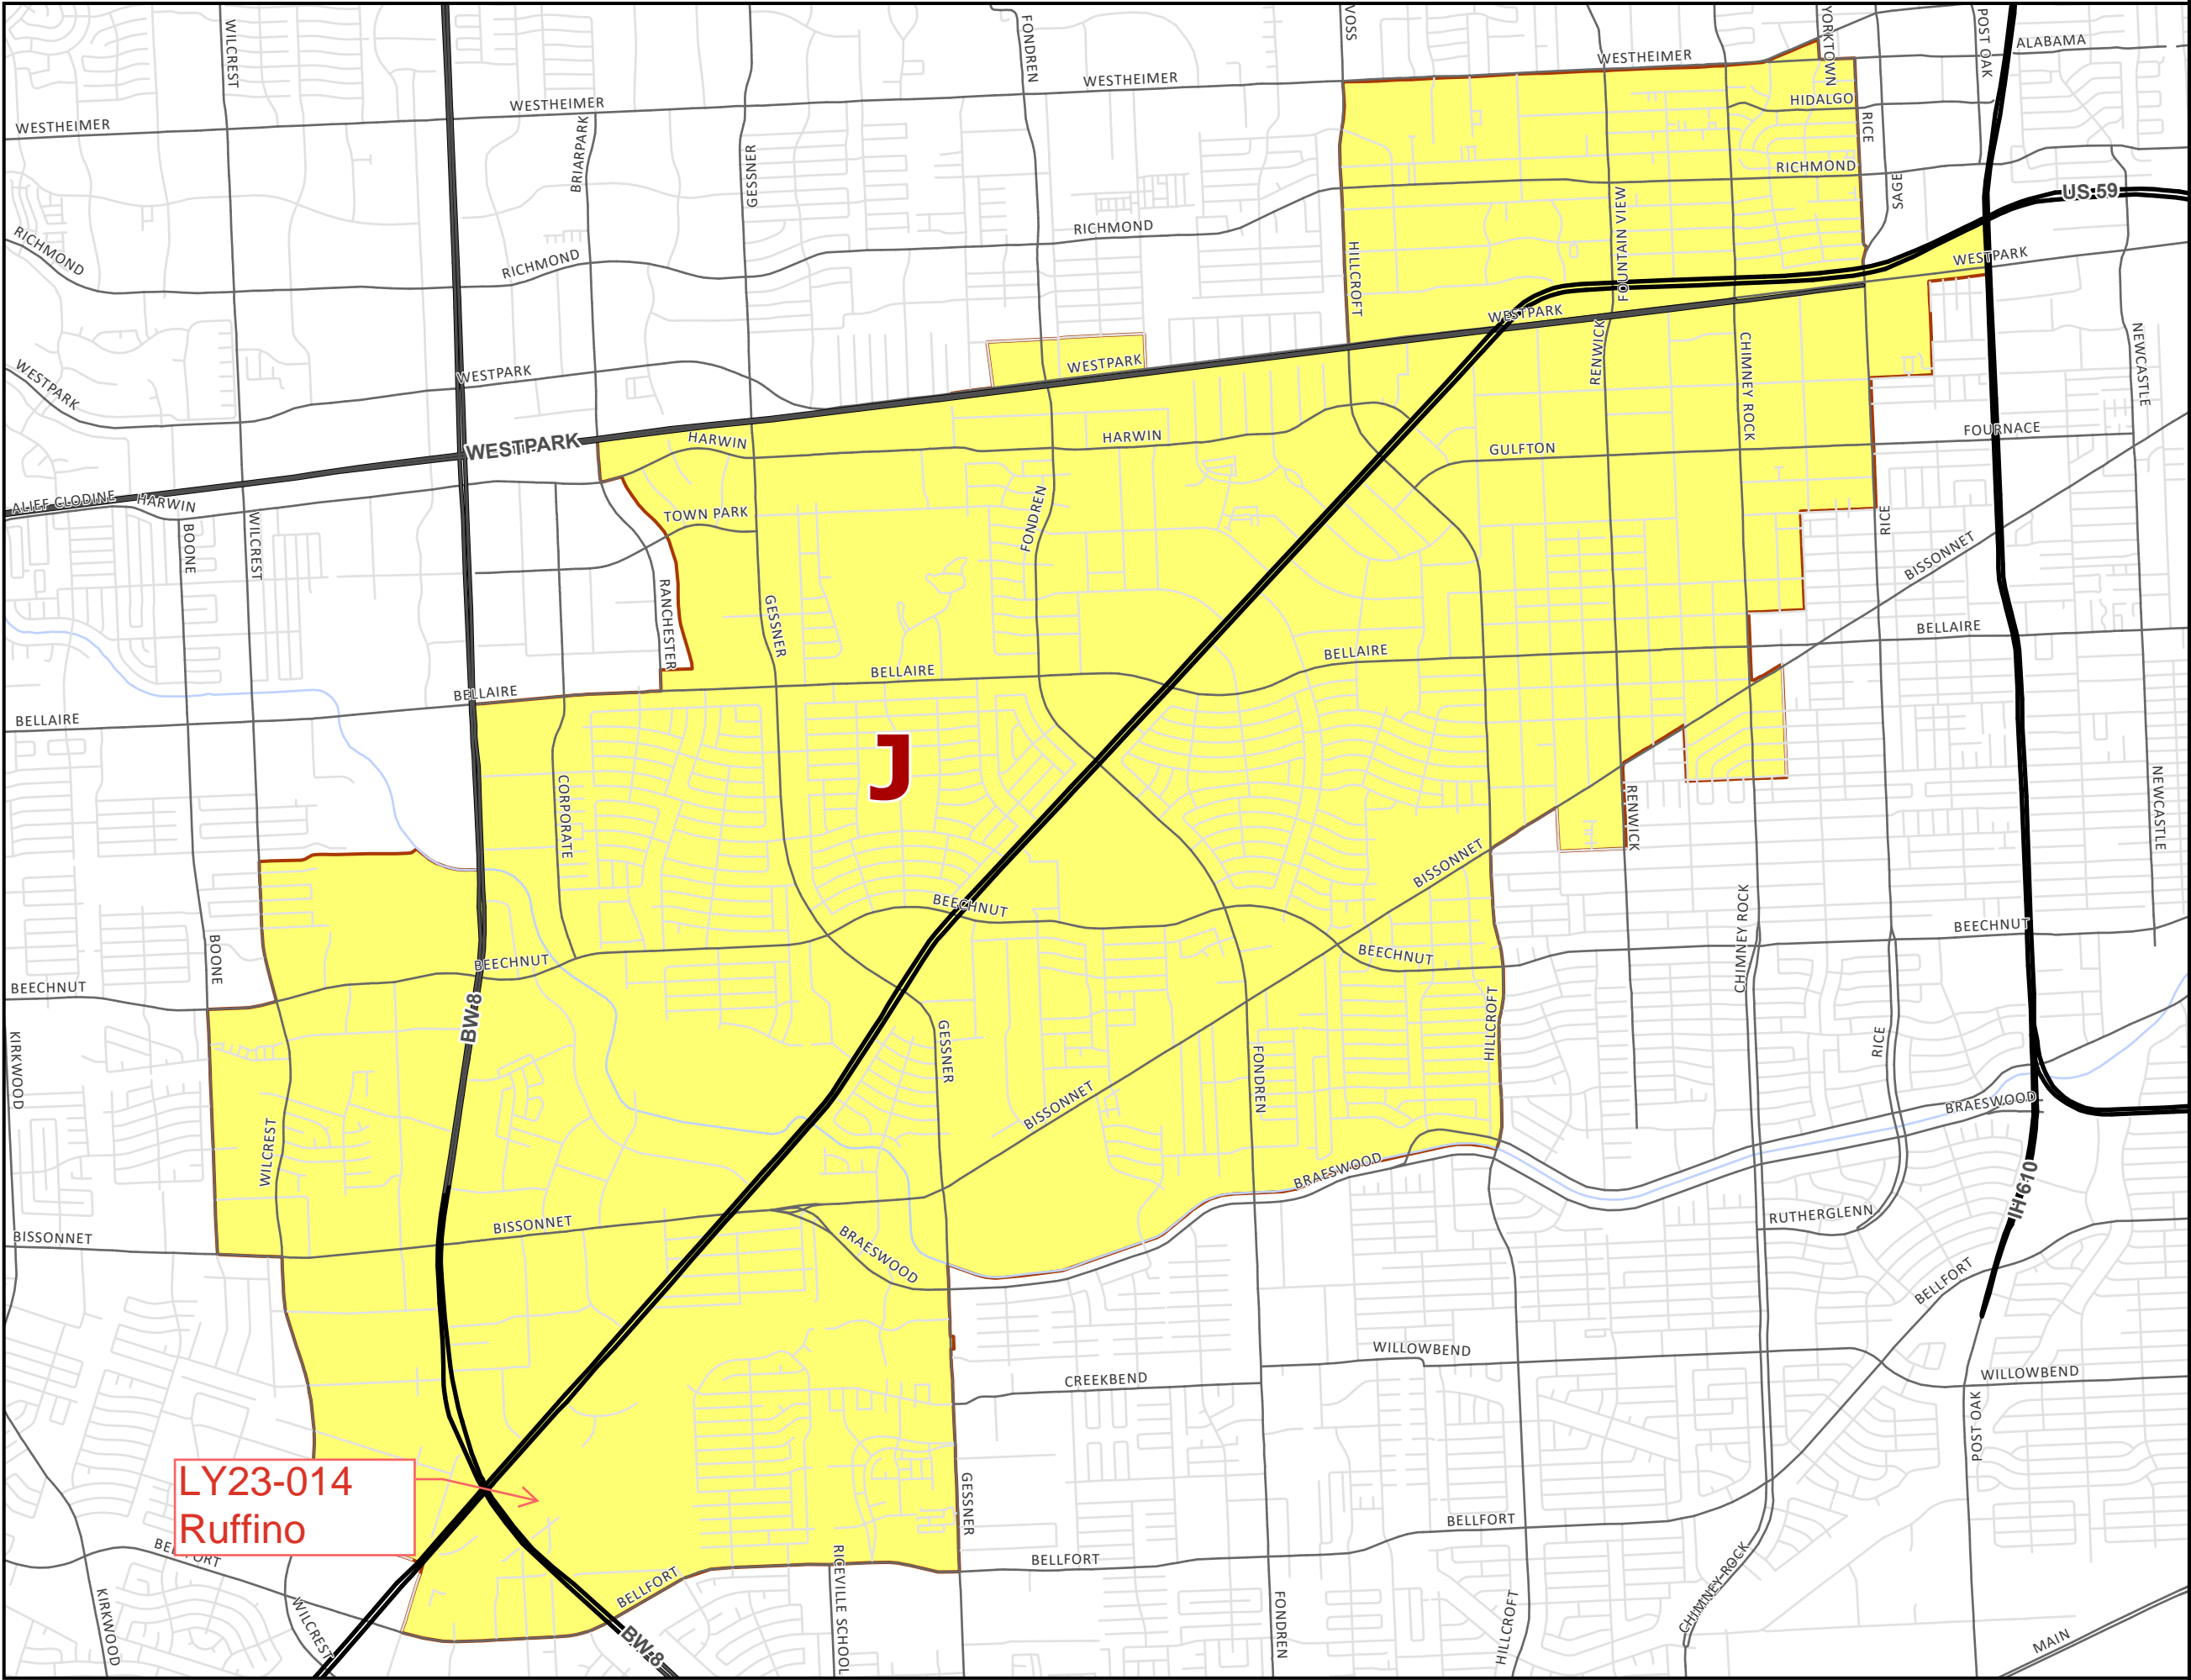 WILCREST
FONDREN
VOSS
YORKTOWN
POST OAK
ALABAMA
WESTHEIMER
WESTHEIMER
WESTHEIMER
WESTHEIMER
HIDALGO
RICE
BRIARPARK
GESSNER
RICHMOND
SAGE
US 59
RICHMOND
RICHMOND
RICHMOND
HILLCROFT
FOUNTAIN VIEW
WESTPARK
WESTPARK
WESTPARK
WESTPARK
WESTPARK
RENWICK
CHIMNEY ROCK
NEWCASTLE
WESTPARK
HARWIN
HARWIN
GULFTON
FOURNACE
ALIEF CLODINE
HARWIN
TOWN PARK
FONDREN
BOONE
WILCREST
RICE
BISSONNET
RANCHESTER
GESSNER
BELLAIRE
BELLAIRE
BELLAIRE
BELLAIRE
BELLAIRE
J
CORPORATE
RENWICK
NEWCASTLE
BISSONNET
BEECHNUT
BEECHNUT
BEECHNUT
BEECHNUT
BEECHNUT
BOONE
CHIMNEY ROCK
BW-8
HILLCROFT
KIRKWOOD
GESSNER
FONDREN
RICE
BISSONNET
BRAESWOOD
WILCREST
BRAESWOOD
IH-610
BISSONNET
BISSONNET
BRAESWOOD
RUTHERGLENN
BELLFORT
WILLOWBEND
CREEKBEND
WILLOWBEND
POST OAK
LY23-014
Ruffino
GESSNER
BELLFORT
BELLFORT
BELLFORT
RICEVILLE SCHOOL
CHIMNEY ROCK
KIRKWOOD
WILCREST
BW-8
FONDREN
HILLCROFT
MAIN